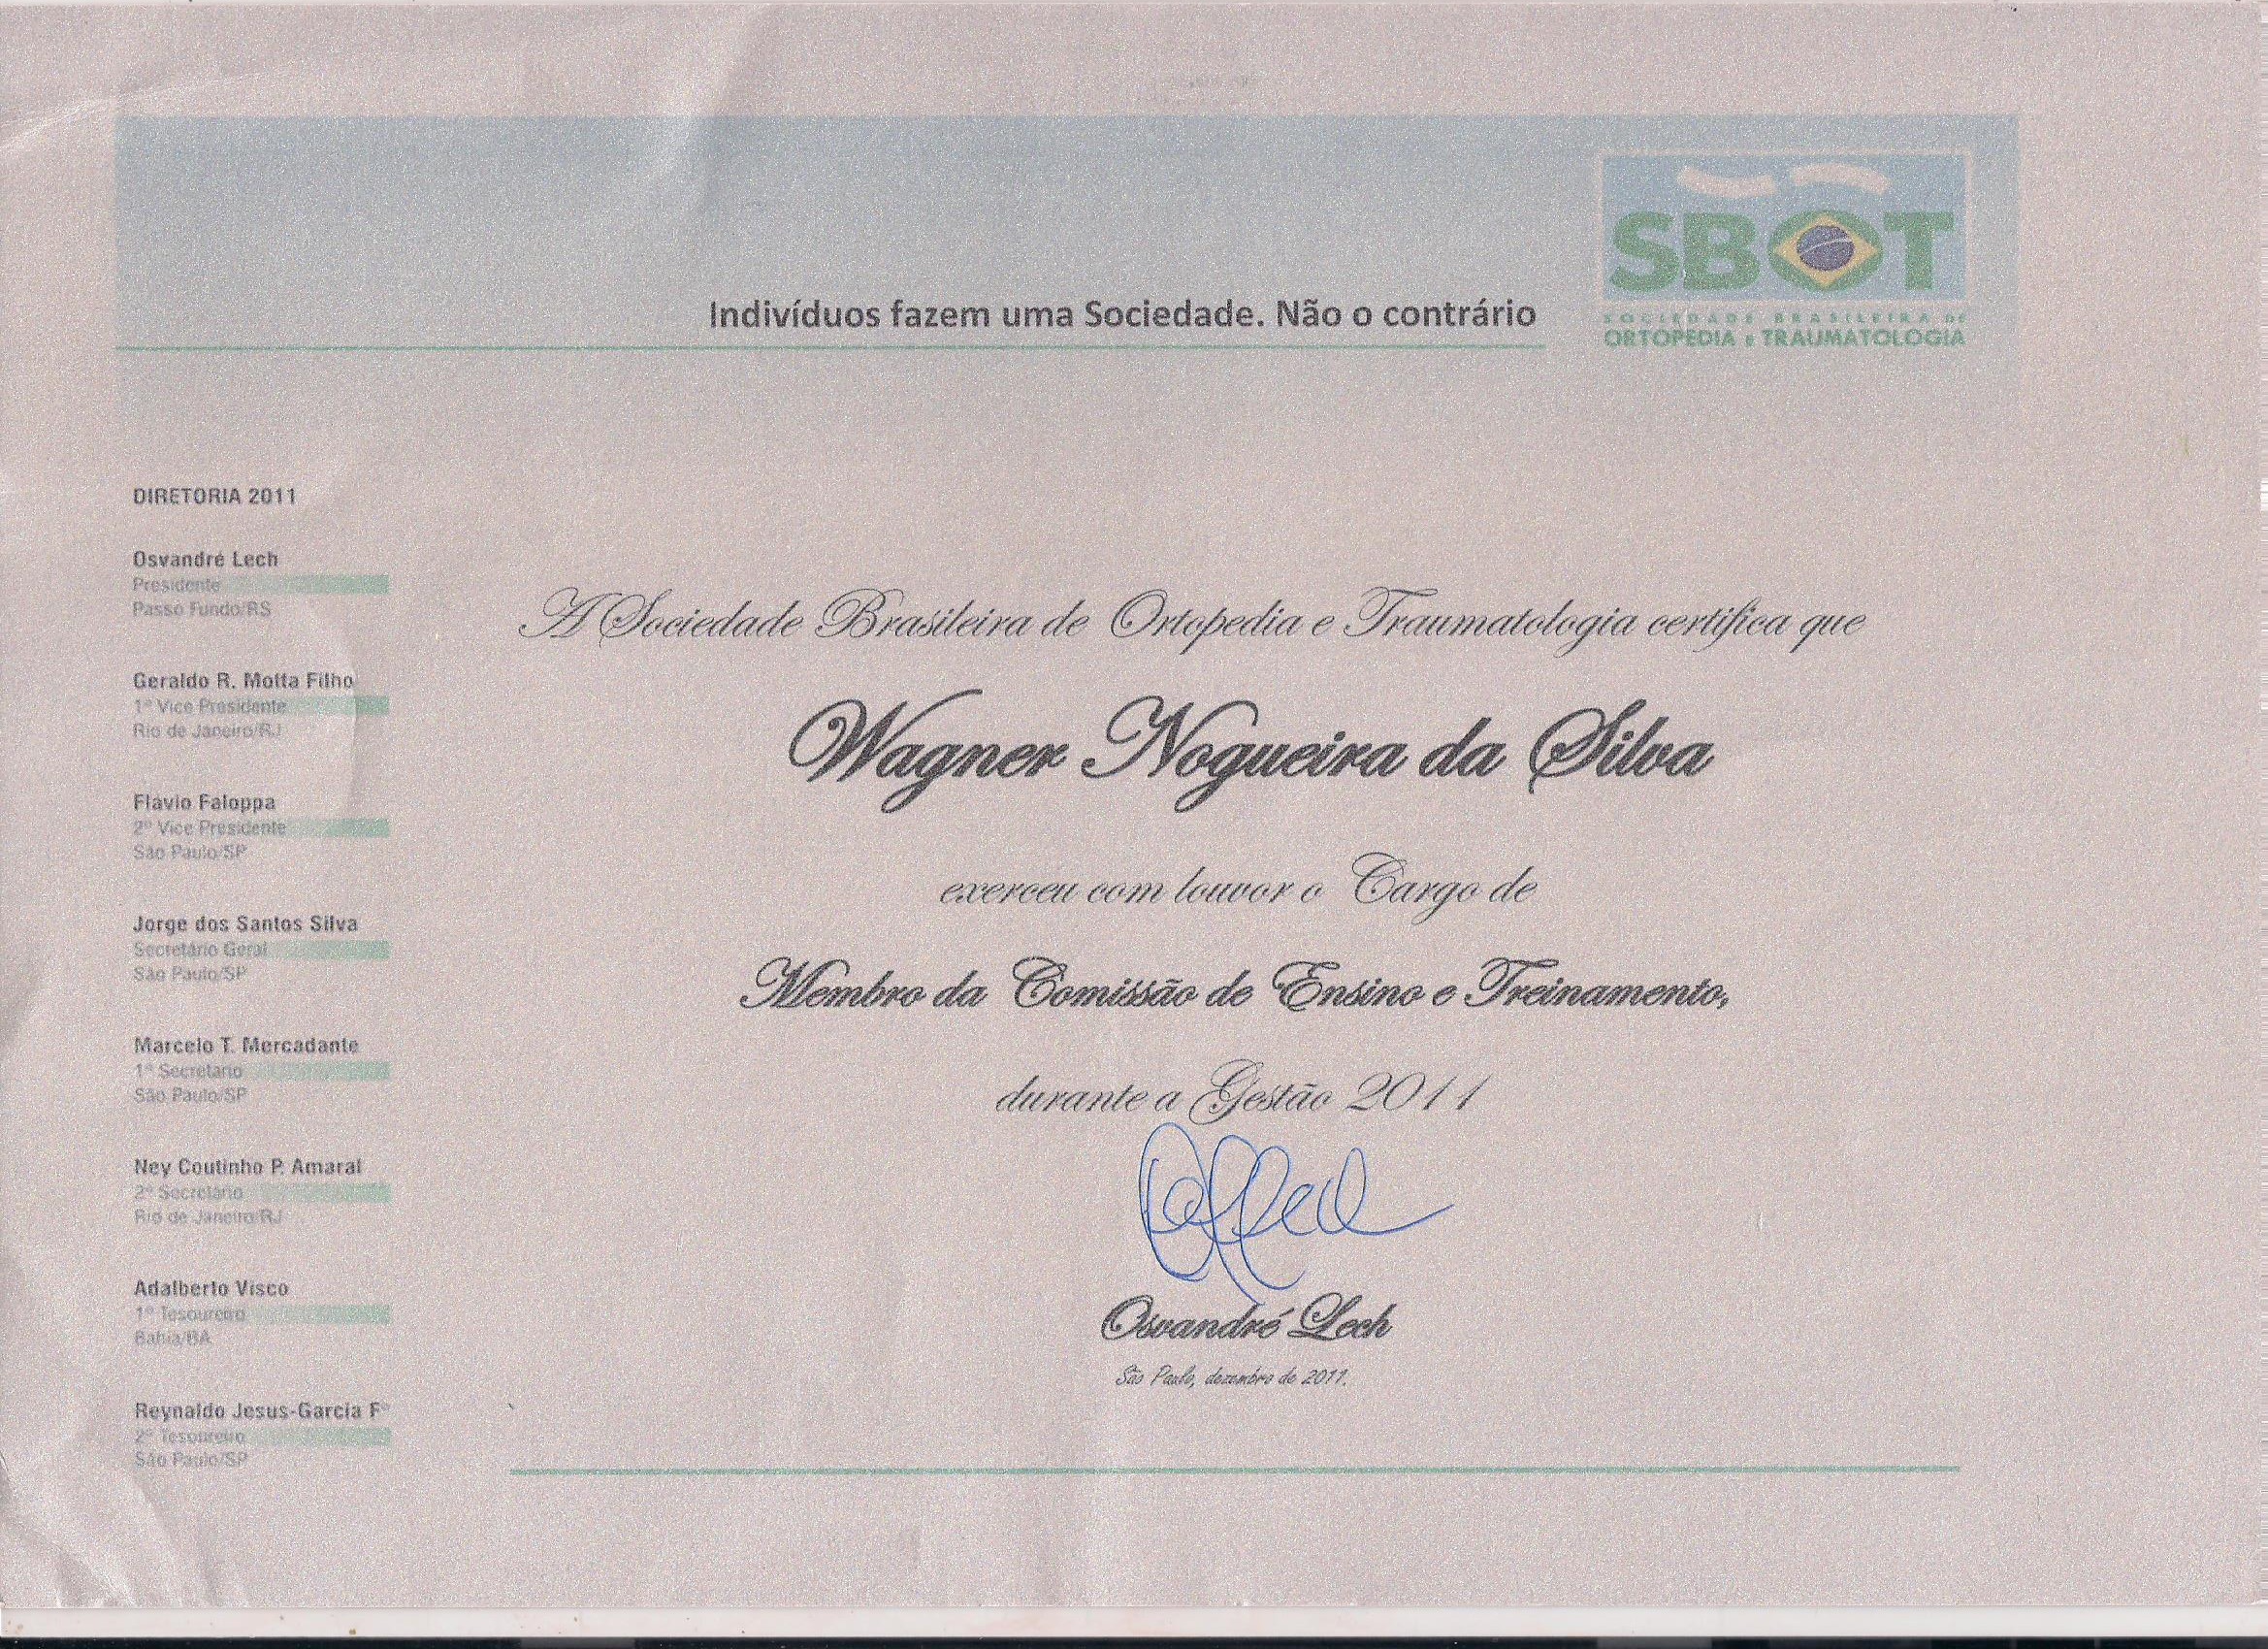 Indivíduos fazem uma Sociedade. Não o contrário
SBOT
SOCIEDADE BRASILEIRA DE
ORTOPEDIA e TRAUMATOLOGIA
DIRETORIA 2011
Osvandré Lech
Presidente
Passo Fundo/RS
Geraldo R. Motta Filho
1º Vice Presidente
Rio de Janeiro/RJ
Flávio Faloppa
2º Vice Presidente
São Paulo/SP
Jorge dos Santos Silva
Secretário Geral
São Paulo/SP
Marcelo T. Mercadante
1º Secretário
São Paulo/SP
Ney Coutinho P. Amaral
2º Secretário
Rio de Janeiro/RJ
Adalberto Visco
1º Tesoureiro
Bahia/BA
Reynaldo Jesus-Garcia Fº
2º Tesoureiro
São Paulo/SP
A Sociedade Brasileira de Ortopedia e Traumatologia certifica que
Wagner Nogueira da Silva
exerceu com louvor o Cargo de
Membro da Comissão de Ensino e Treinamento,
durante a Gestão 2011
Osvandré Lech
São Paulo, dezembro de 2011.